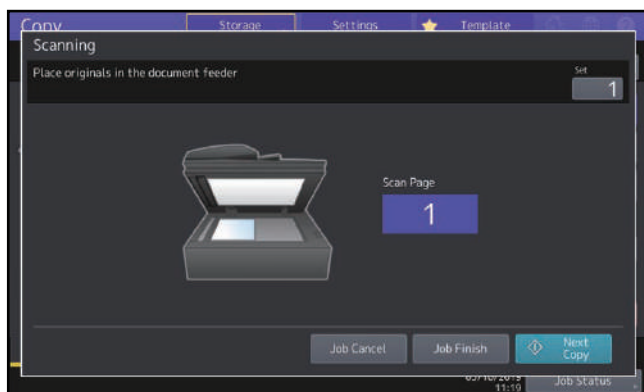 Copy
Storage
Settings
Template
Scanning
Place originals in the document feeder
Set
1
Scan Page
1
Job Cancel
Job Finish
Next
Copy
11:19
Job Status